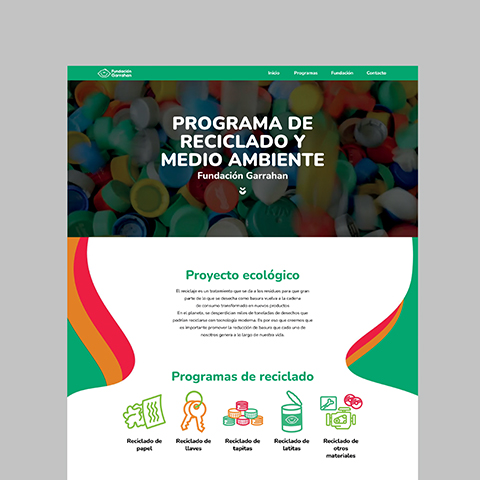 Fundación
Garrahan
Inicio Programas Fundación Contacto
PROGRAMA DE
RECICLADO Y
MEDIO AMBIENTE
Fundación Garrahan
Proyecto ecológico
El reciclaje es un tratamiento que se da a los residuos para que gran
parte de lo que se desecha como basura vuelva a la cadena
de consumo transformado en nuevos productos
En el planeta, se desperdician miles de toneladas de desechos que
podrían reciclarse con tecnología moderna. Es por eso que creemos que
es importante promover la reducción de basura que cada uno de
nosotros genera a lo largo de nuestra vida.
Programas de reciclado
Reciclado de
papel
Reciclado de
llaves
Reciclado de
tapitas
Reciclado de
latitas
Reciclado de
otros
materiales